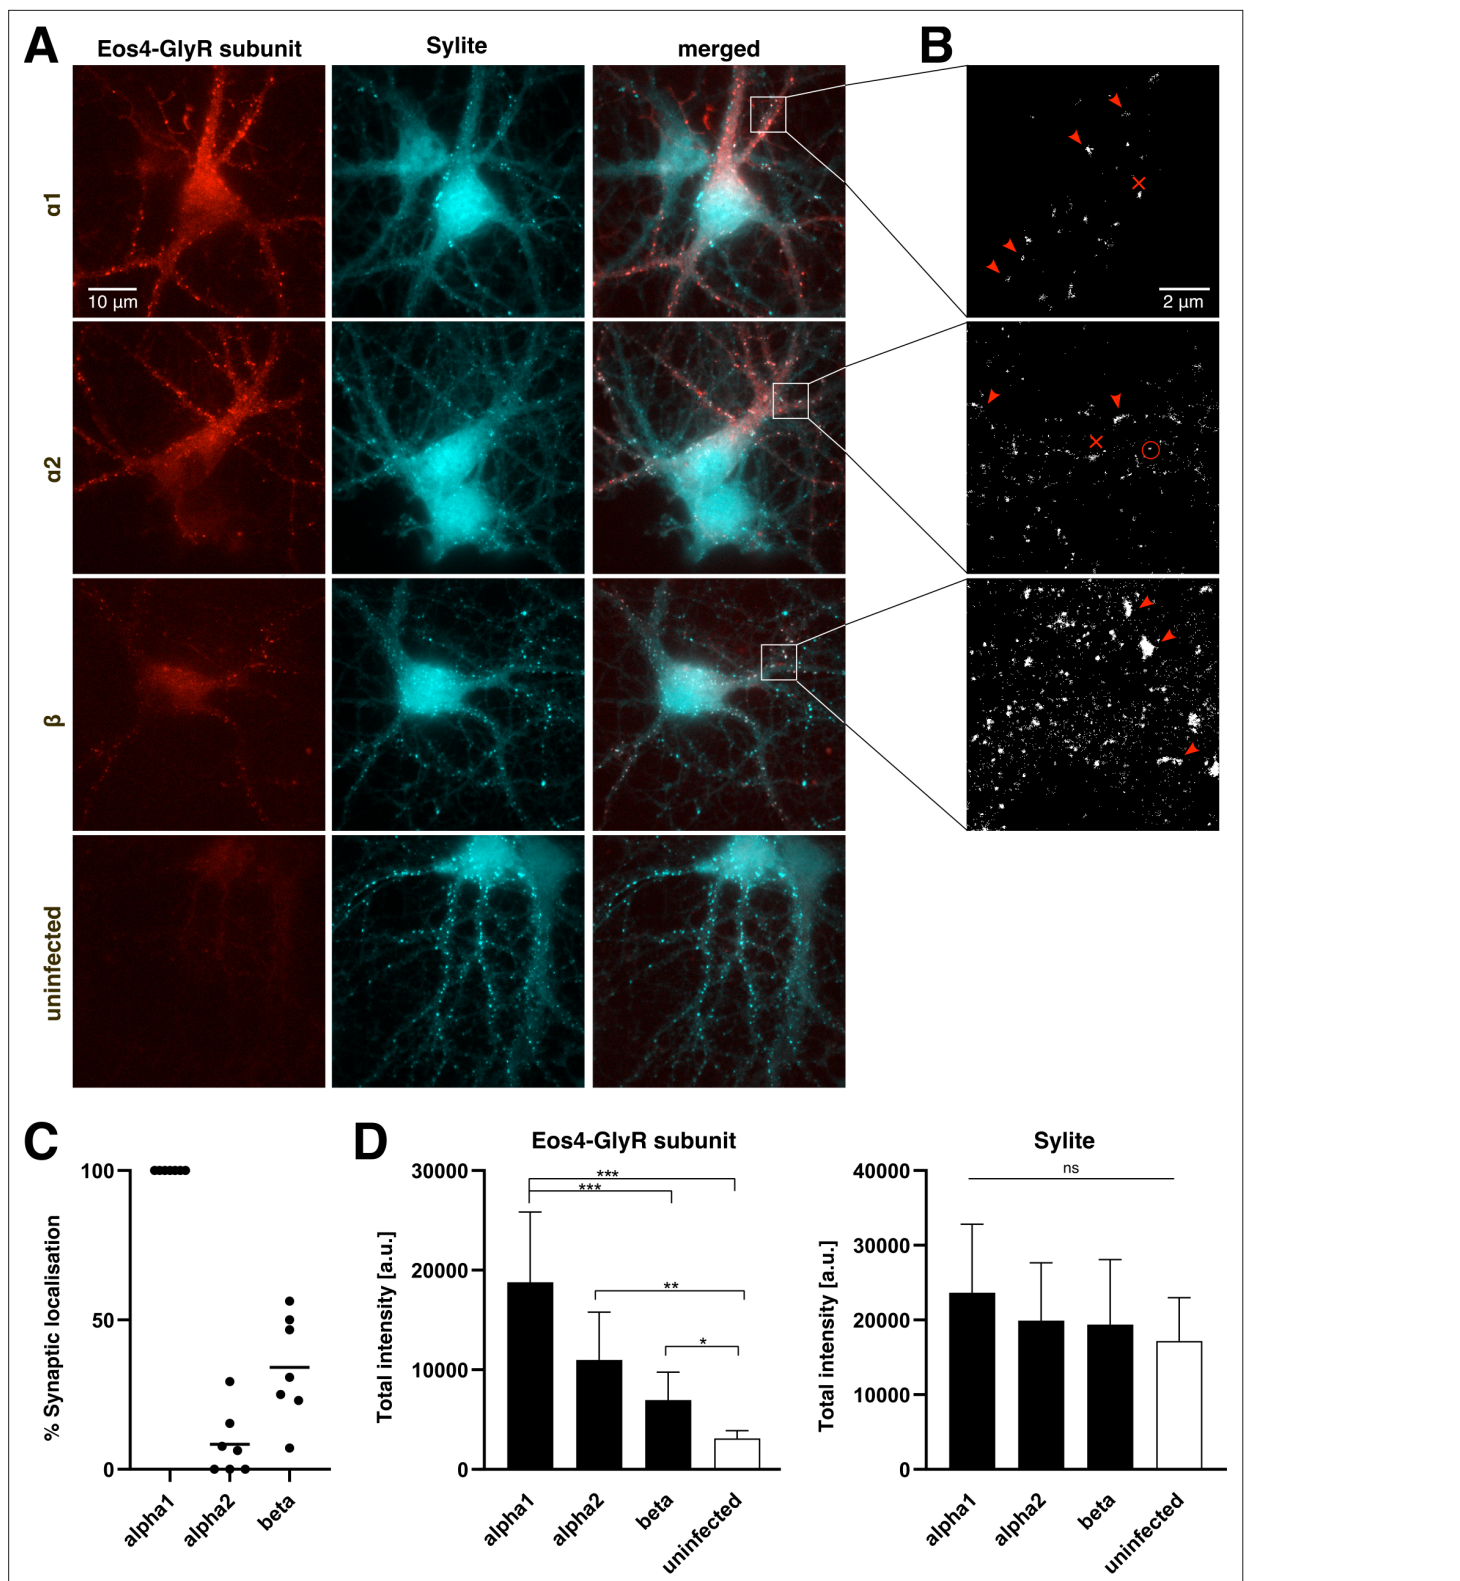 A
B
Eos4-GlyR subunit
Sylite
merged
α1
10 µm
2 µm
α2
β
uninfected
C
D
% Synaptic localisation
100
50
0
alpha1
alpha2
beta
Eos4-GlyR subunit
Total intensity [a.u.]
30000
20000
10000
0
***
***
**
*
alpha1
alpha2
beta
uninfected
Sylite
Total intensity [a.u.]
40000
30000
20000
10000
0
ns
alpha1
alpha2
beta
uninfected